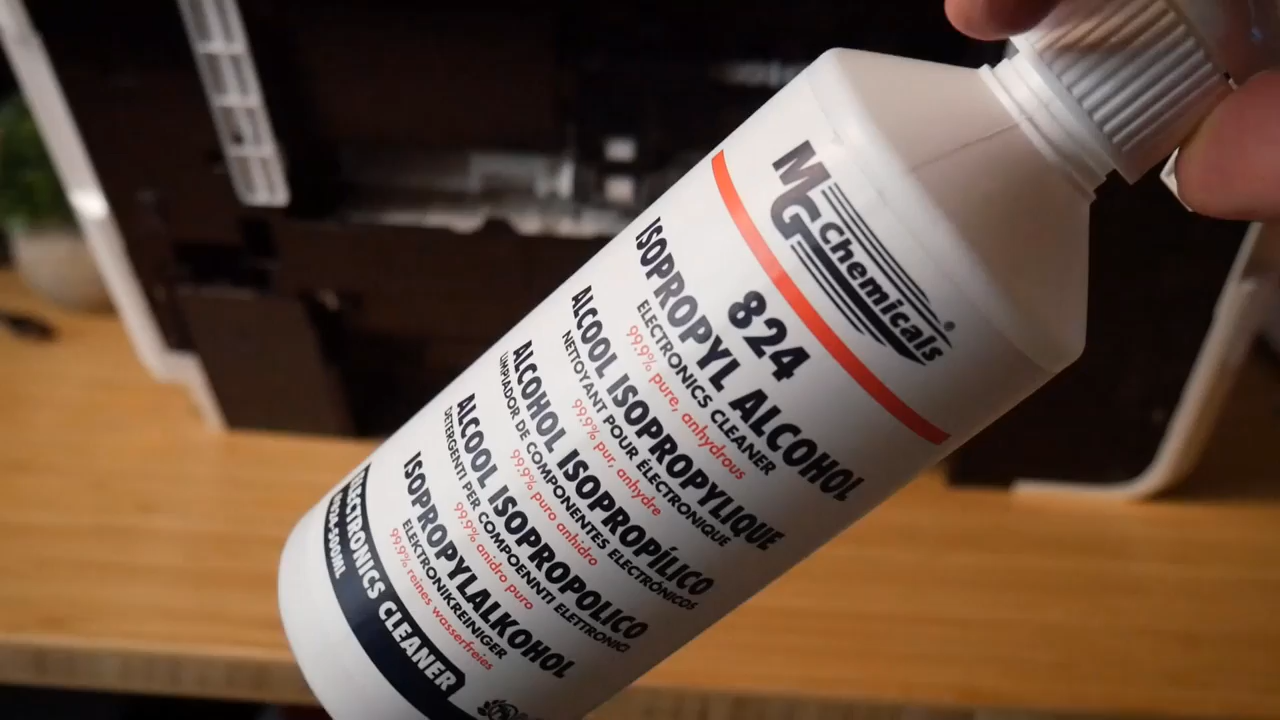 MG Chemicals®
824
ISOPROPYL ALCOHOL
ELECTRONICS CLEANER
99.9% pure, anhydrous
ALCOOL ISOPROPYLIQUE
NETTOYANT POUR ÉLECTRONIQUE
99.9% pur, anhydre
ALCOHOL ISOPROPÍLICO
LIMPIADOR DE COMPONENTES ELECTRÓNICOS
99.9% puro anhidro
ALCOOL ISOPROPOLICO
DETERGENTI PER COMPOENNTI ELETTRONICI
99.9% anidro puro
ISOPROPYLALKOHOL
ELEKTRONIKREINIGER
99.9% reines wasserfreies
ELECTRONICS CLEANER